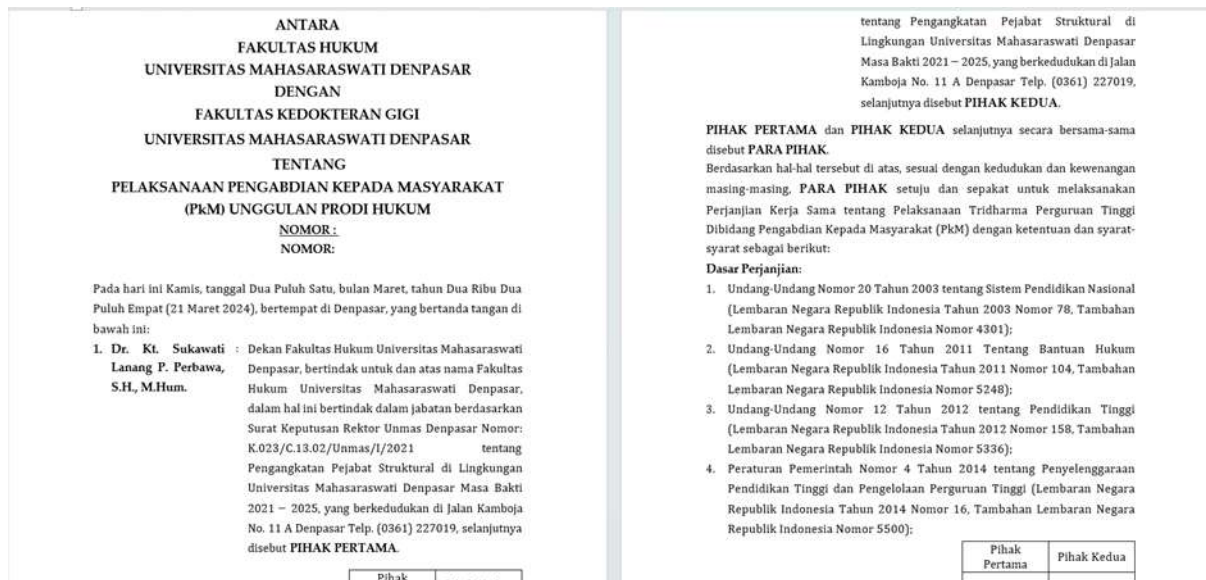 ANTARA
FAKULTAS HUKUM
UNIVERSITAS MAHASARASWATI DENPASAR
DENGAN
FAKULTAS KEDOKTERAN GIGI
UNIVERSITAS MAHASARASWATI DENPASAR
TENTANG
PELAKSANAAN PENGABDIAN KEPADA MASYARAKAT
(PkM) UNGGULAN PRODI HUKUM
NOMOR :
NOMOR:
Pada hari ini Kamis, tanggal Dua Puluh Satu, bulan Maret, tahun Dua Ribu Dua
Puluh Empat (21 Maret 2024), bertempat di Denpasar, yang bertanda tangan di
bawah ini:
1. Dr. Kt. Sukawati : Dekan Fakultas Hukum Universitas Mahasaraswati
Lanang P. Perbawa, Denpasar, bertindak untuk dan atas nama Fakultas
S.H., M.Hum. Hukum Universitas Mahasaraswati Denpasar,
dalam hal ini bertindak dalam jabatan berdasarkan
Surat Keputusan Rektor Unmas Denpasar Nomor:
K.023/C.13.02/Unmas/I/2021 tentang
Pengangkatan Pejabat Struktural di Lingkungan
Universitas Mahasaraswati Denpasar Masa Bakti
2021 – 2025, yang berkedudukan di Jalan Kamboja
No. 11 A Denpasar Telp. (0361) 227019, selanjutnya
disebut PIHAK PERTAMA.
Pihak
tentang Pengangkatan Pejabat Struktural di
Lingkungan Universitas Mahasaraswati Denpasar
Masa Bakti 2021 – 2025, yang berkedudukan di Jalan
Kamboja No. 11 A Denpasar Telp. (0361) 227019,
selanjutnya disebut PIHAK KEDUA.
PIHAK PERTAMA dan PIHAK KEDUA selanjutnya secara bersama-sama
disebut PARA PIHAK.
Berdasarkan hal-hal tersebut di atas, sesuai dengan kedudukan dan kewenangan
masing-masing, PARA PIHAK setuju dan sepakat untuk melaksanakan
Perjanjian Kerja Sama tentang Pelaksanaan Tridharma Perguruan Tinggi
Dibidang Pengabdian Kepada Masyarakat (PkM) dengan ketentuan dan syarat-
syarat sebagai berikut:
Dasar Perjanjian:
1. Undang-Undang Nomor 20 Tahun 2003 tentang Sistem Pendidikan Nasional
(Lembaran Negara Republik Indonesia Tahun 2003 Nomor 78, Tambahan
Lembaran Negara Republik Indonesia Nomor 4301);
2. Undang-Undang Nomor 16 Tahun 2011 Tentang Bantuan Hukum
(Lembaran Negara Republik Indonesia Tahun 2011 Nomor 104, Tambahan
Lembaran Negara Republik Indonesia Nomor 5248);
3. Undang-Undang Nomor 12 Tahun 2012 tentang Pendidikan Tinggi
(Lembaran Negara Republik Indonesia Tahun 2012 Nomor 158, Tambahan
Lembaran Negara Republik Indonesia Nomor 5336);
4. Peraturan Pemerintah Nomor 4 Tahun 2014 tentang Penyelenggaraan
Pendidikan Tinggi dan Pengelolaan Perguruan Tinggi (Lembaran Negara
Republik Indonesia Tahun 2014 Nomor 16, Tambahan Lembaran Negara
Republik Indonesia Nomor 5500);
Pihak Pertama Pihak Kedua